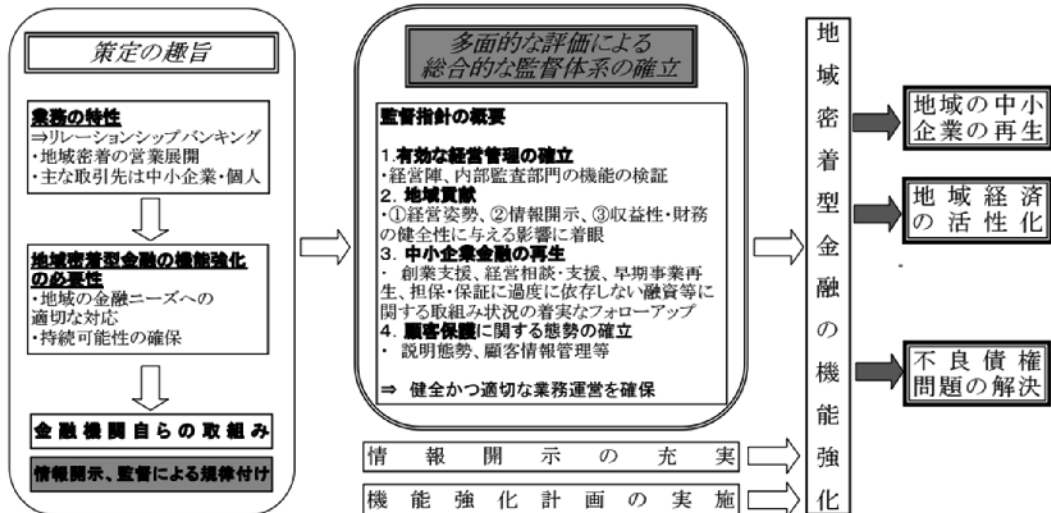 策定の趣旨
業務の特性
⇒リレーションシップバンキング
・地域密着の営業展開
・主な取引先は中小企業・個人
地域密着型金融の機能強化
の必要性
・地域の金融ニーズへの
適切な対応
・持続可能性の確保
金融機関自らの取組み
情報開示、監督による規律付け
多面的な評価による
総合的な監督体系の確立
監督指針の概要
1.有効な経営管理の確立
・経営陣、内部監査部門の機能の検証
2. 地域貢献
・①経営姿勢、②情報開示、③収益性・財務
の健全性に与える影響に着眼
3. 中小企業金融の再生
・ 創業支援、経営相談・支援、早期事業再
生、担保・保証に過度に依存しない融資等に
関する取組み状況の着実なフォローアップ
4. 顧客保護に関する態勢の確立
・ 説明態勢、顧客情報管理等
⇒ 健全かつ適切な業務運営を確保
情報開示の充実
機能強化計画の実施
地域密着型金融の機能強化
地域の中小
企業の再生
地域経済
の活性化
不良債権
問題の解決